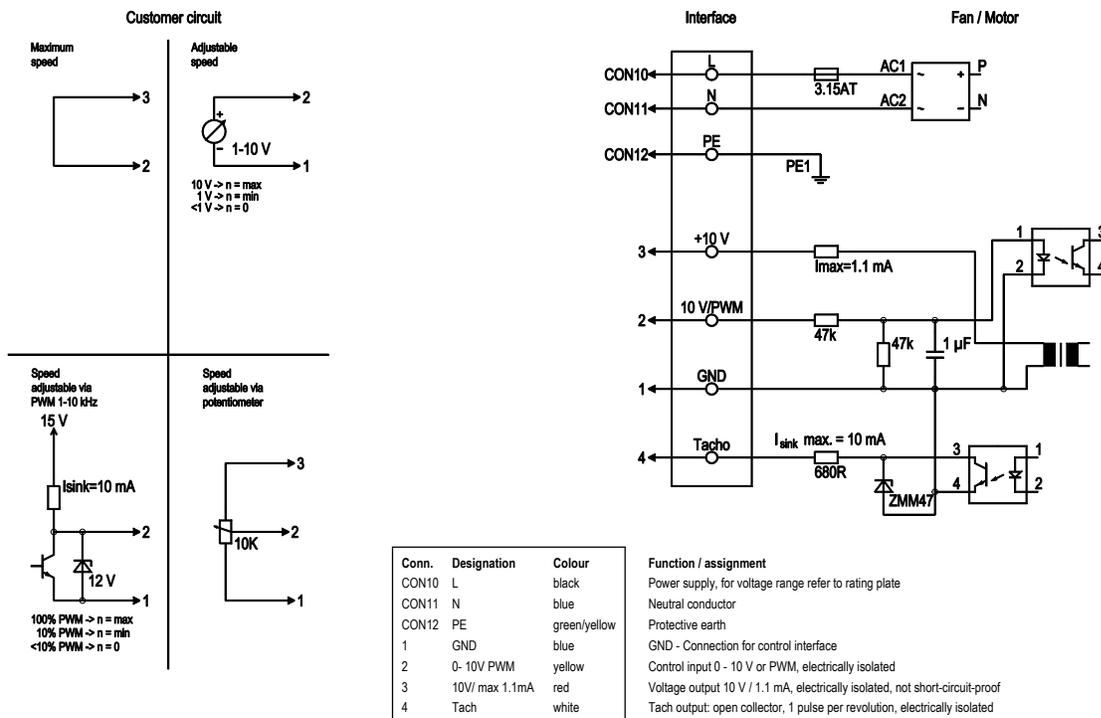 Customer circuit
Maximum
speed
3
2
Adjustable
speed
2
+
1-10 V
–
1
10 V -> n = max
1 V -> n = min
<1 V -> n = 0
Speed
adjustable via
PWM 1-10 kHz
15 V
Isink=10 mA
2
12 V
1
100% PWM -> n = max
10% PWM -> n = min
<10% PWM -> n = 0
Speed
adjustable via
potentiometer
3
2
10K
1
Interface
Fan / Motor
CON10 L 3.15AT AC1 ~ + P
CON11 N AC2 ~ – N
CON12 PE PE1
3 +10 V Imax=1.1 mA
1 3
2 4
2 10 V/PWM 47k 47k 1 µF
1 GND
4 Tacho Isink max. = 10 mA 680R ZMM47
3 1
4 2
Conn. Designation Colour Function / assignment
CON10 L black Power supply, for voltage range refer to rating plate
CON11 N blue Neutral conductor
CON12 PE green/yellow Protective earth
1 GND blue GND - Connection for control interface
2 0- 10V PWM yellow Control input 0 - 10 V or PWM, electrically isolated
3 10V/ max 1.1mA red Voltage output 10 V / 1.1 mA, electrically isolated, not short-circuit-proof
4 Tach white Tach output: open collector, 1 pulse per revolution, electrically isolated